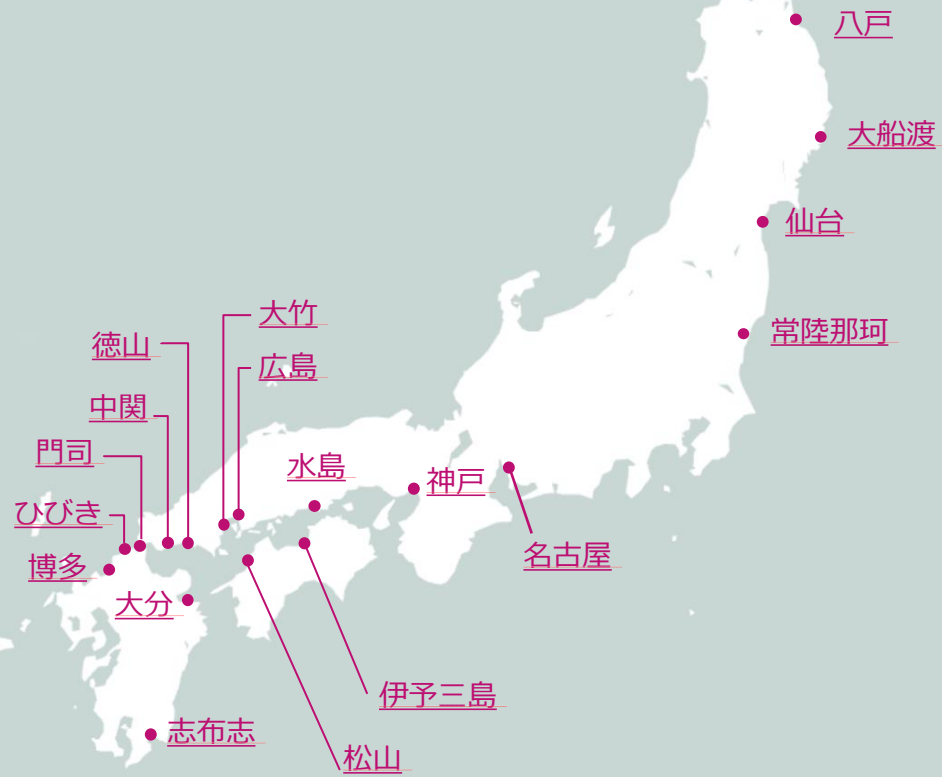 八戸
大船渡
仙台
常陸那珂
大竹
徳山
広島
中関
門司
水島
神戸
ひびき
名古屋
博多
大分
伊予三島
志布志
松山